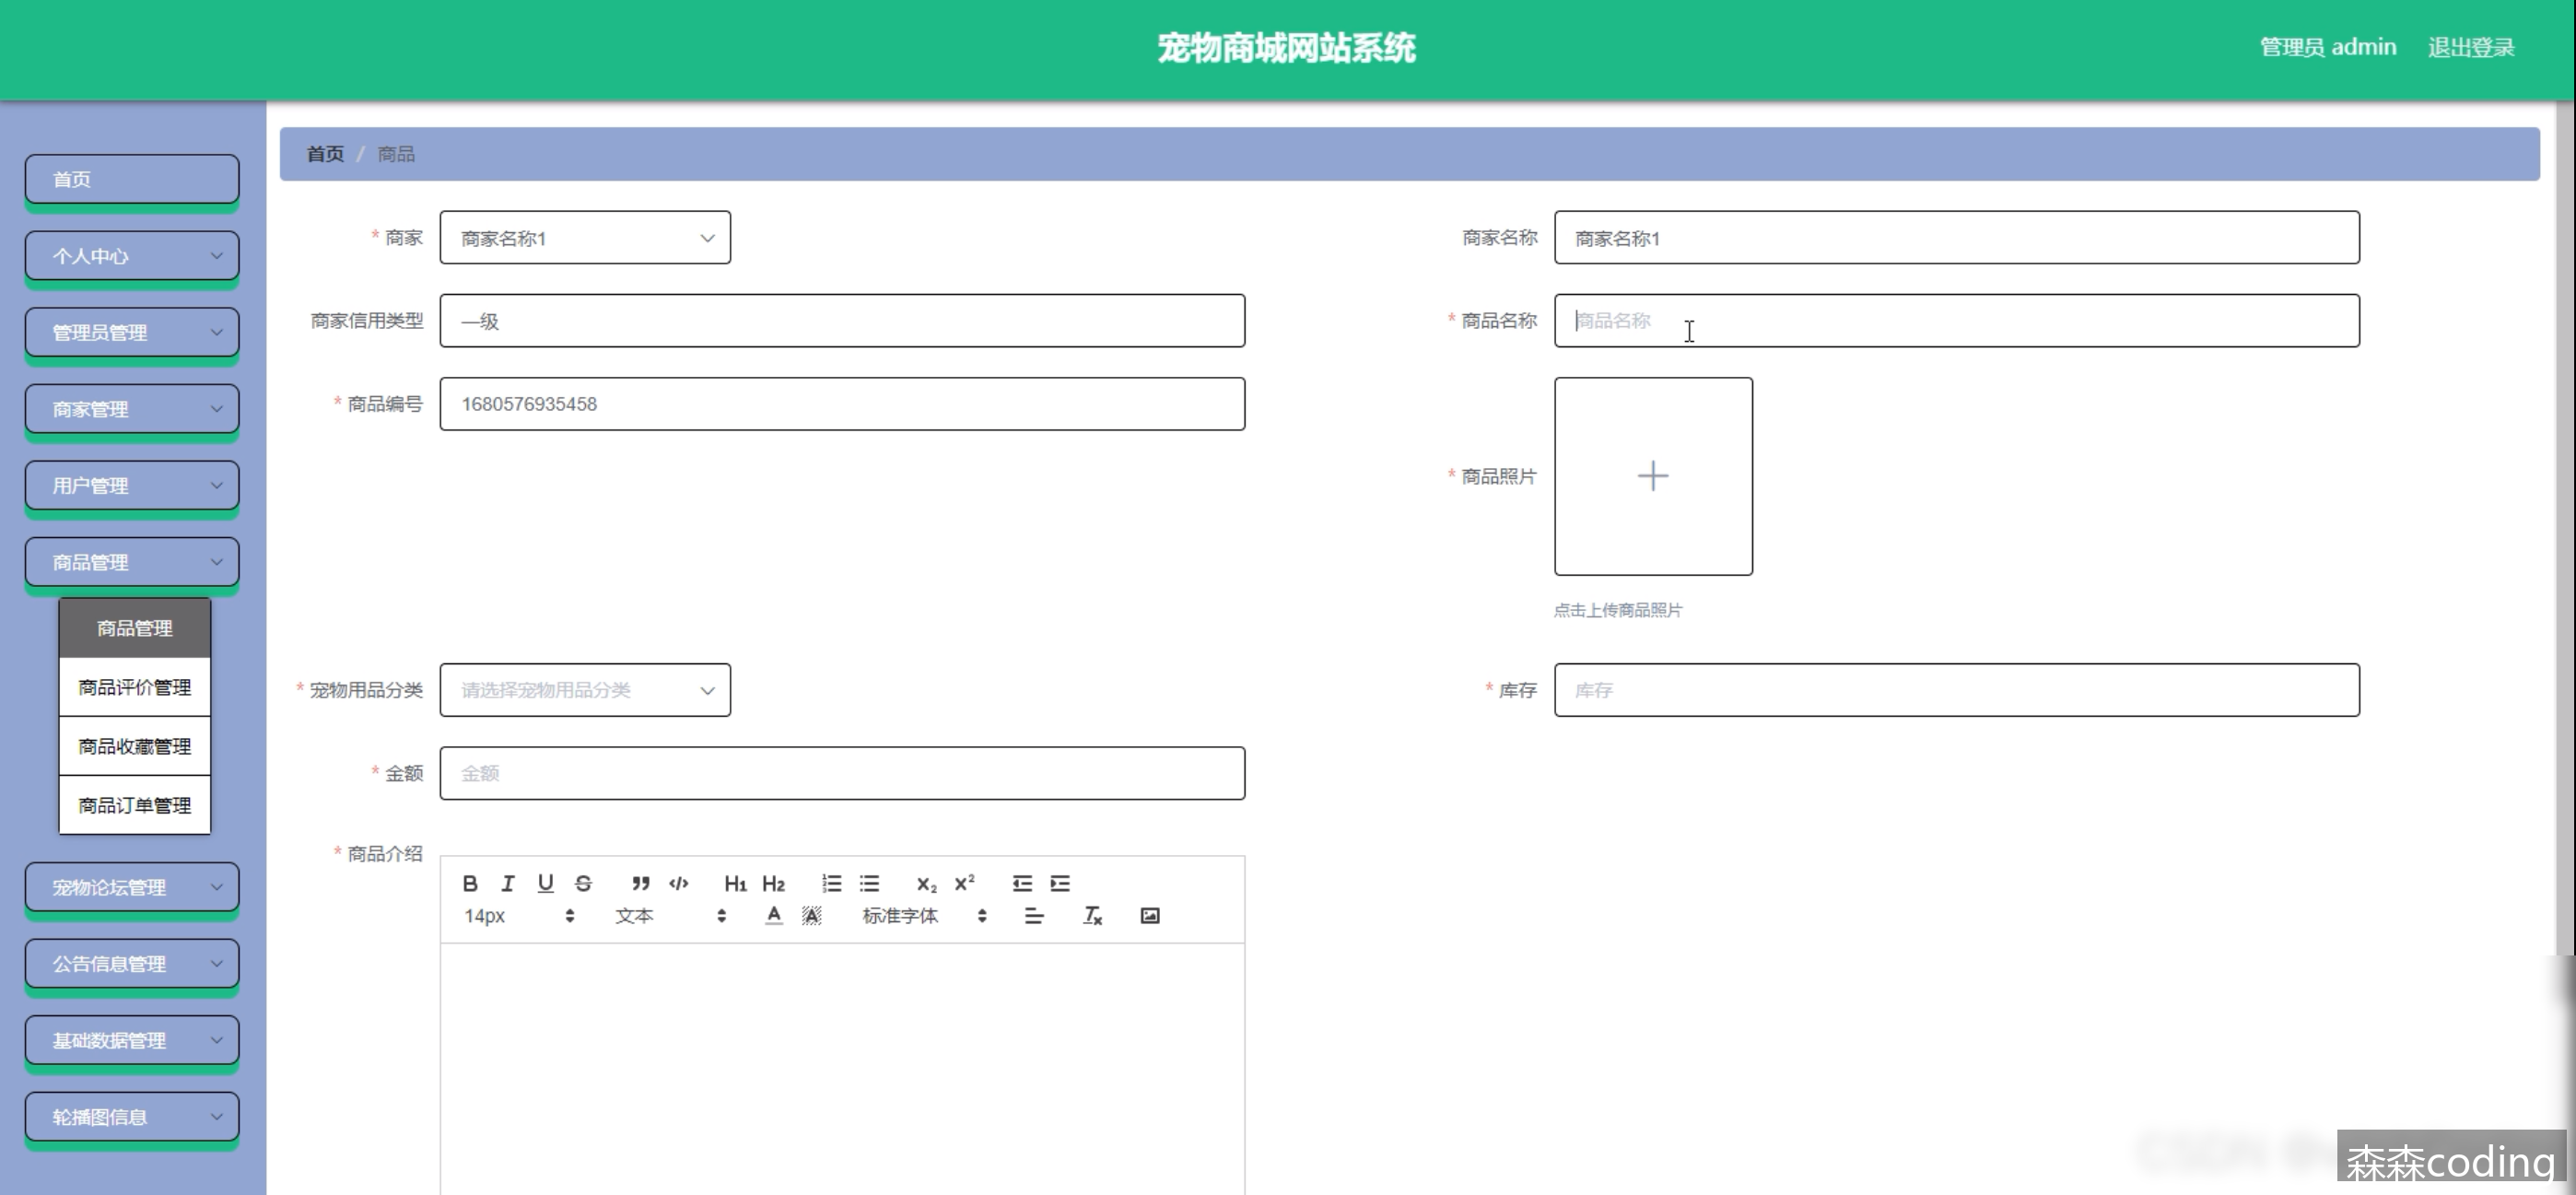 宠物商城网站系统
管理员 admin 退出登录
首页
个人中心
管理员管理
商家管理
用户管理
商品管理
商品管理
商品评价管理
商品收藏管理
商品订单管理
宠物论坛管理
公告信息管理
基础数据管理
轮播图信息
首页 / 商品
* 商家 商家名称1
商家名称 商家名称1
商家信用类型 一级
* 商品名称 商品名称
* 商品编号 1680576935458
* 商品照片
点击上传商品照片
* 宠物用品分类 请选择宠物用品分类
* 库存 库存
* 金额 金额
* 商品介绍
B I U S H1 H2 x2 x2
14px 文本 A A 标准字体 Tx
森森coding